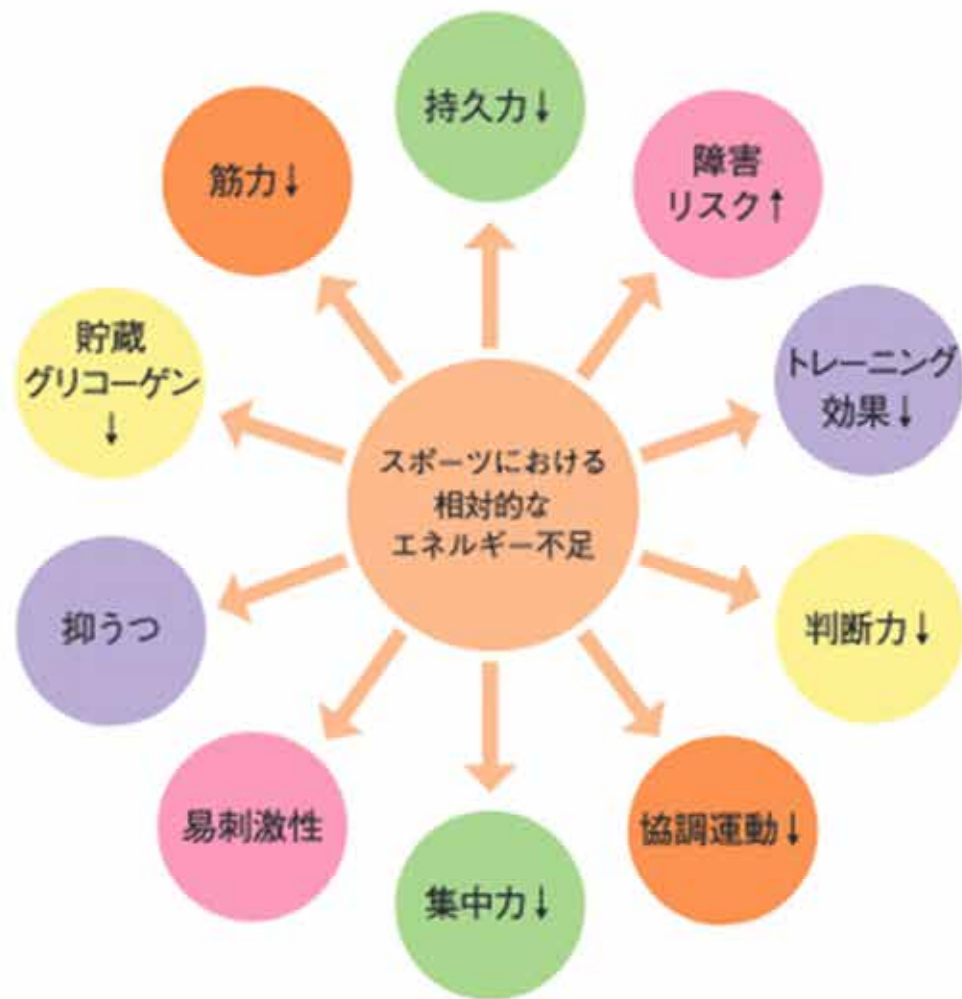 持久力↓
障害
リスク↑
トレーニング
効果↓
判断力↓
協調運動↓
集中力↓
易刺激性
抑うつ
貯蔵
グリコーゲン
↓
筋力↓
スポーツにおける
相対的な
エネルギー不足